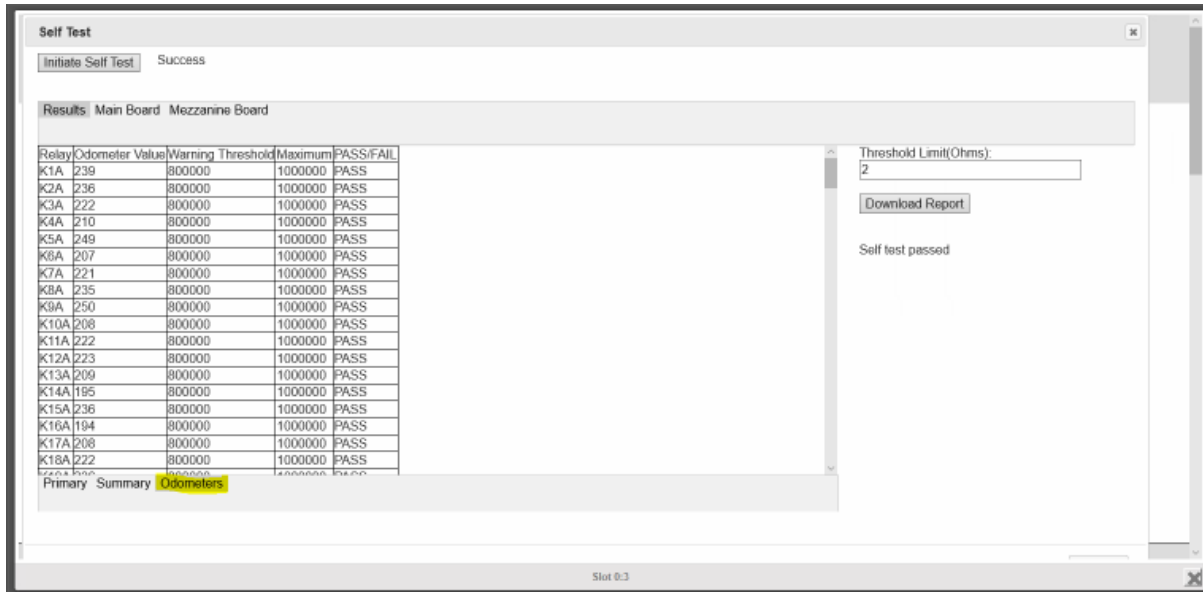 Self Test
Initiate Self Test Success
Results Main Board Mezzanine Board
Relay Odometer Value Warning Threshold Maximum PASS/FAIL
K1A 239 800000 1000000 PASS
K2A 236 800000 1000000 PASS
K3A 222 800000 1000000 PASS
K4A 210 800000 1000000 PASS
K5A 249 800000 1000000 PASS
K6A 207 800000 1000000 PASS
K7A 221 800000 1000000 PASS
K8A 235 800000 1000000 PASS
K9A 250 800000 1000000 PASS
K10A 208 800000 1000000 PASS
K11A 222 800000 1000000 PASS
K12A 223 800000 1000000 PASS
K13A 209 800000 1000000 PASS
K14A 195 800000 1000000 PASS
K15A 236 800000 1000000 PASS
K16A 194 800000 1000000 PASS
K17A 208 800000 1000000 PASS
K18A 222 800000 1000000 PASS
Primary Summary Odometers
Threshold Limit(Ohms):
2
Download Report
Self test passed
Slot 0:3